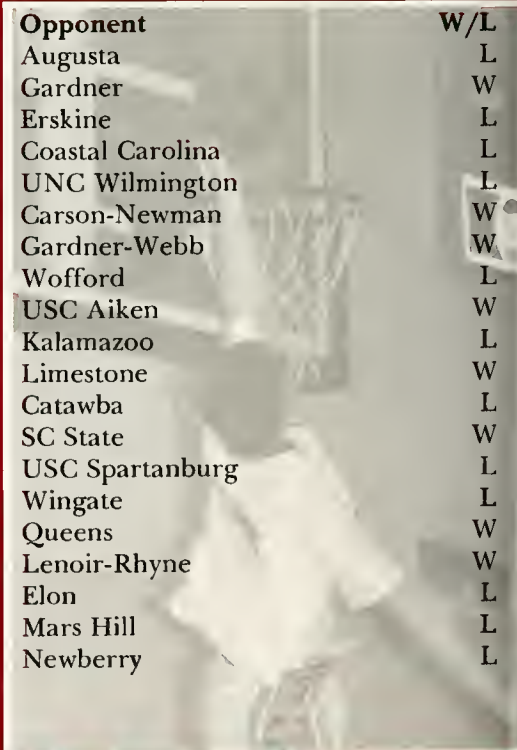 Opponent W/L
Augusta L
Gardner W
Erskine L
Coastal Carolina L
UNC Wilmington L
Carson-Newman W
Gardner-Webb W
Wofford L
USC Aiken W
Kalamazoo L
Limestone W
Catawba L
SC State W
USC Spartanburg L
Wingate L
Queens W
Lenoir-Rhyne W
Elon L
Mars Hill L
Newberry L